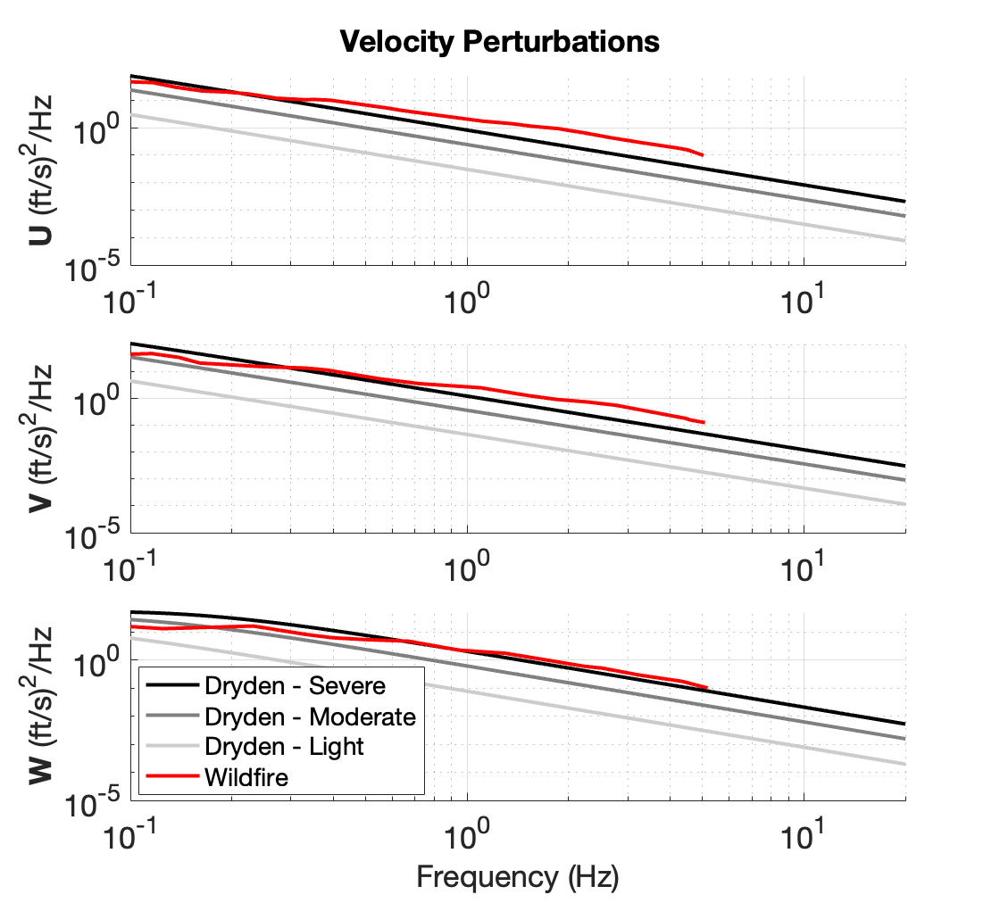 Velocity Perturbations
U (ft/s)²/Hz
10⁰
10⁻⁵
10⁻¹ 10⁰ 10¹
V (ft/s)²/Hz
10⁰
10⁻⁵
10⁻¹ 10⁰ 10¹
W (ft/s)²/Hz
10⁰
Dryden - Severe
Dryden - Moderate
Dryden - Light
Wildfire
10⁻⁵
10⁻¹ 10⁰ 10¹
Frequency (Hz)